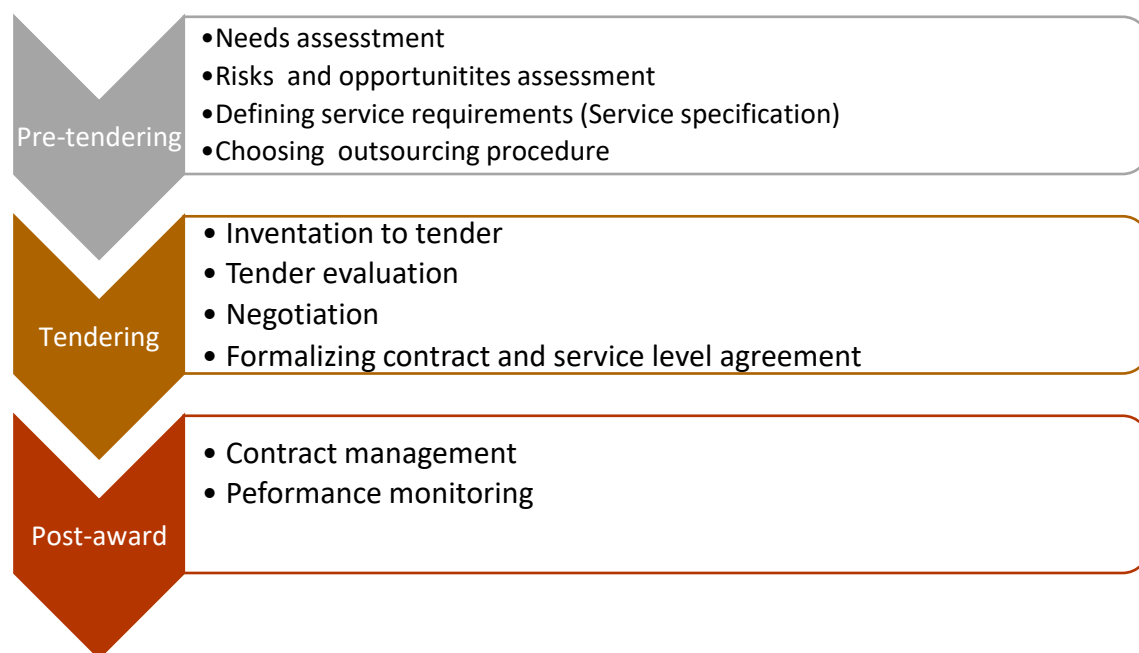 Pre-tendering
•Needs assesstment
•Risks  and opportunitites assessment
•Defining service requirements (Service specification)
•Choosing  outsourcing procedure
Tendering
• Inventation to tender
• Tender evaluation
• Negotiation
• Formalizing contract and service level agreement
Post-award
• Contract management
• Peformance monitoring